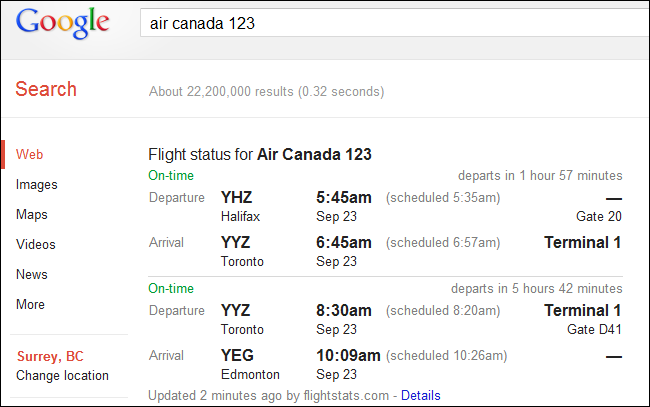 Google
air canada 123
Search
About 22,200,000 results (0.32 seconds)
Web
Images
Maps
Videos
News
More
Surrey, BC
Change location
Flight status for Air Canada 123
On-time departs in 1 hour 57 minutes
Departure YHZ 5:45am (scheduled 5:35am) —
Halifax Sep 23 Gate 20
Arrival YYZ 6:45am (scheduled 6:57am) Terminal 1
Toronto Sep 23
On-time departs in 5 hours 42 minutes
Departure YYZ 8:30am (scheduled 8:20am) Terminal 1
Toronto Sep 23 Gate D41
Arrival YEG 10:09am (scheduled 10:26am) —
Edmonton Sep 23
Updated 2 minutes ago by flightstats.com - Details